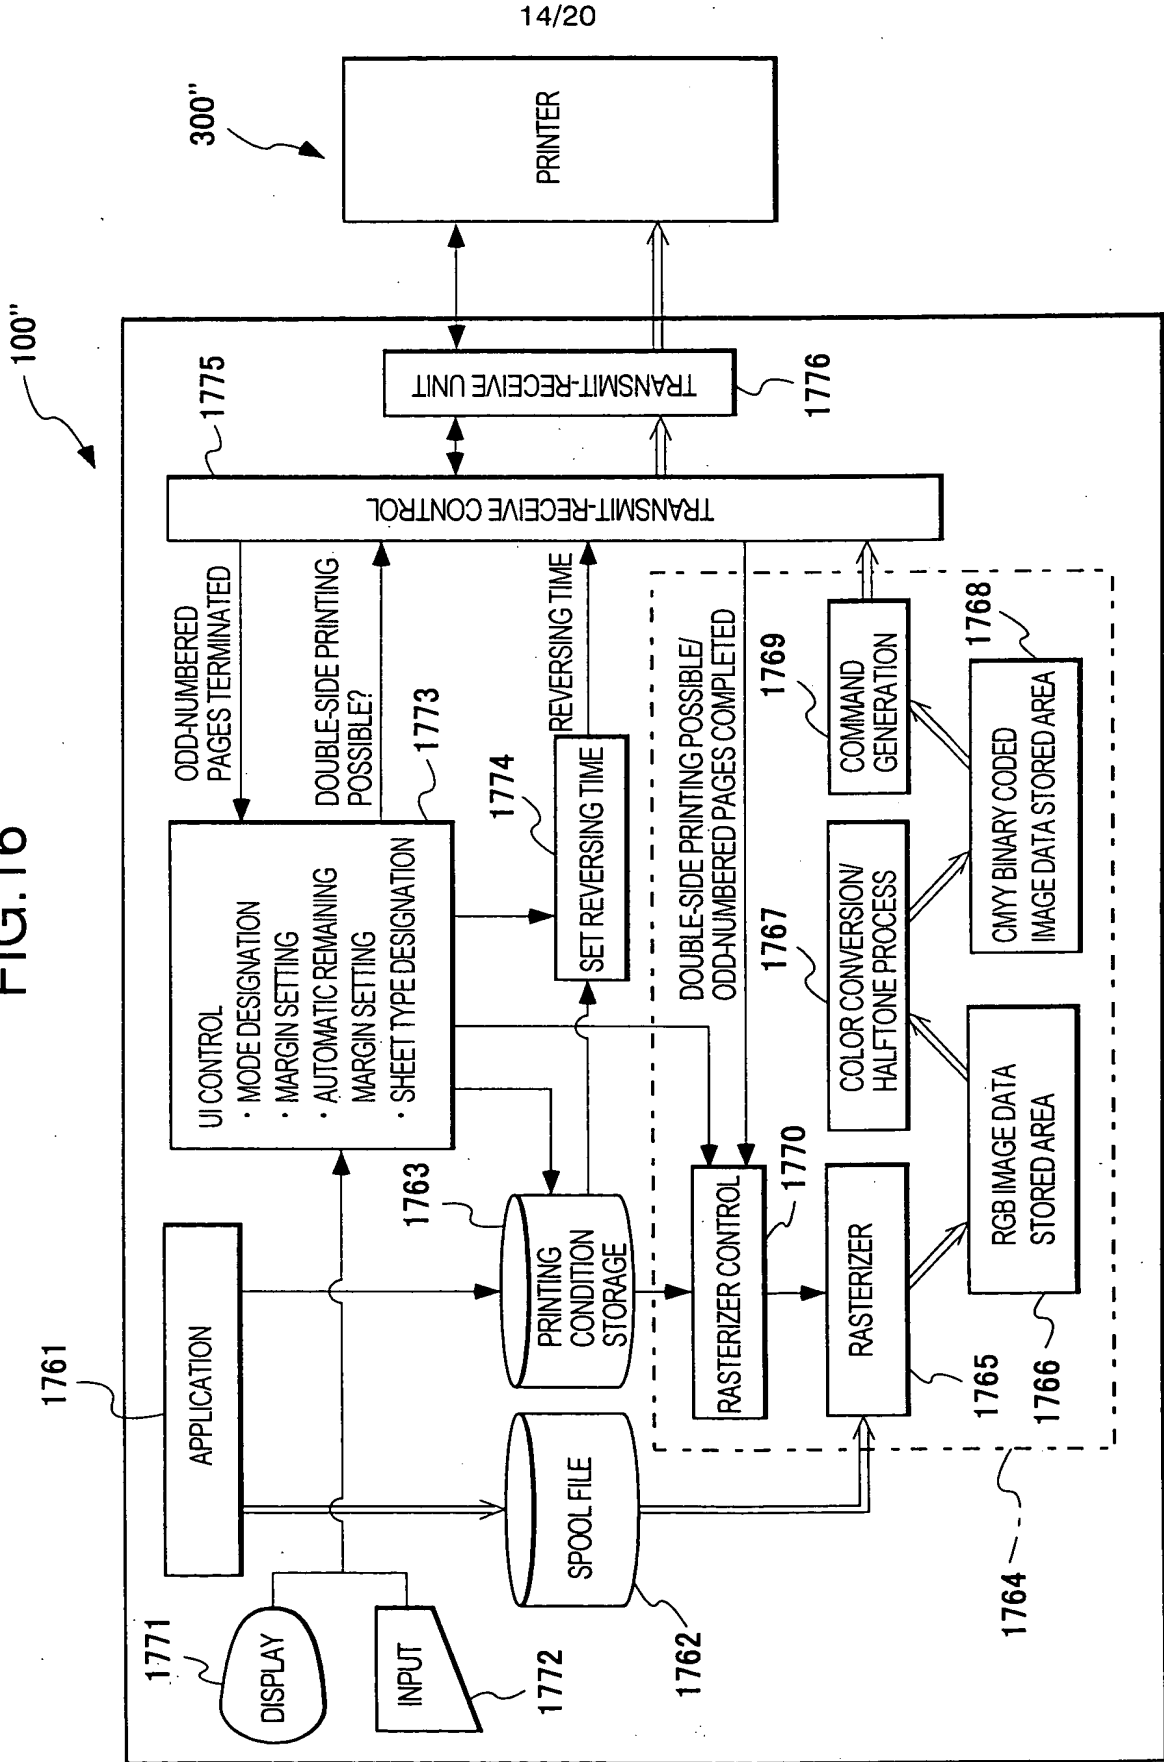 14/20
FIG.16
100"
300"
PRINTER
1761
APPLICATION
1771
DISPLAY
INPUT
1772
SPOOL FILE
1762
1763
PRINTING
CONDITION
STORAGE
UI CONTROL
· MODE DESIGNATION
· MARGIN SETTING
· AUTOMATIC REMAINING
MARGIN SETTING
· SHEET TYPE DESIGNATION
1773
ODD-NUMBERED
PAGES TERMINATED
DOUBLE-SIDE PRINTING
POSSIBLE?
1774
SET REVERSING TIME
REVERSING TIME
1775
TRANSMIT-RECEIVE CONTROL
TRANSMIT-RECEIVE UNIT
1776
DOUBLE-SIDE PRINTING POSSIBLE/
ODD-NUMBERED PAGES COMPLETED
RASTERIZER CONTROL
1770
RASTERIZER
1765
RGB IMAGE DATA
STORED AREA
1766
1767
COLOR CONVERSION/
HALFTONE PROCESS
CMYY BINARY CODED
IMAGE DATA STORED AREA
1768
1769
COMMAND
GENERATION
1764